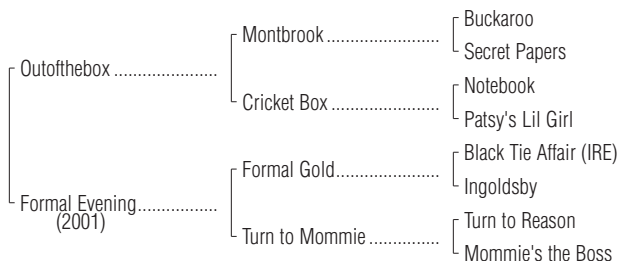 Buckaroo
Montbrook
Secret Papers
Outofthebox
Notebook
Cricket Box
Patsy's Lil Girl
Black Tie Affair (IRE)
Formal Gold
Ingoldsby
Formal Evening
(2001)
Turn to Reason
Turn to Mommie
Mommie's the Boss